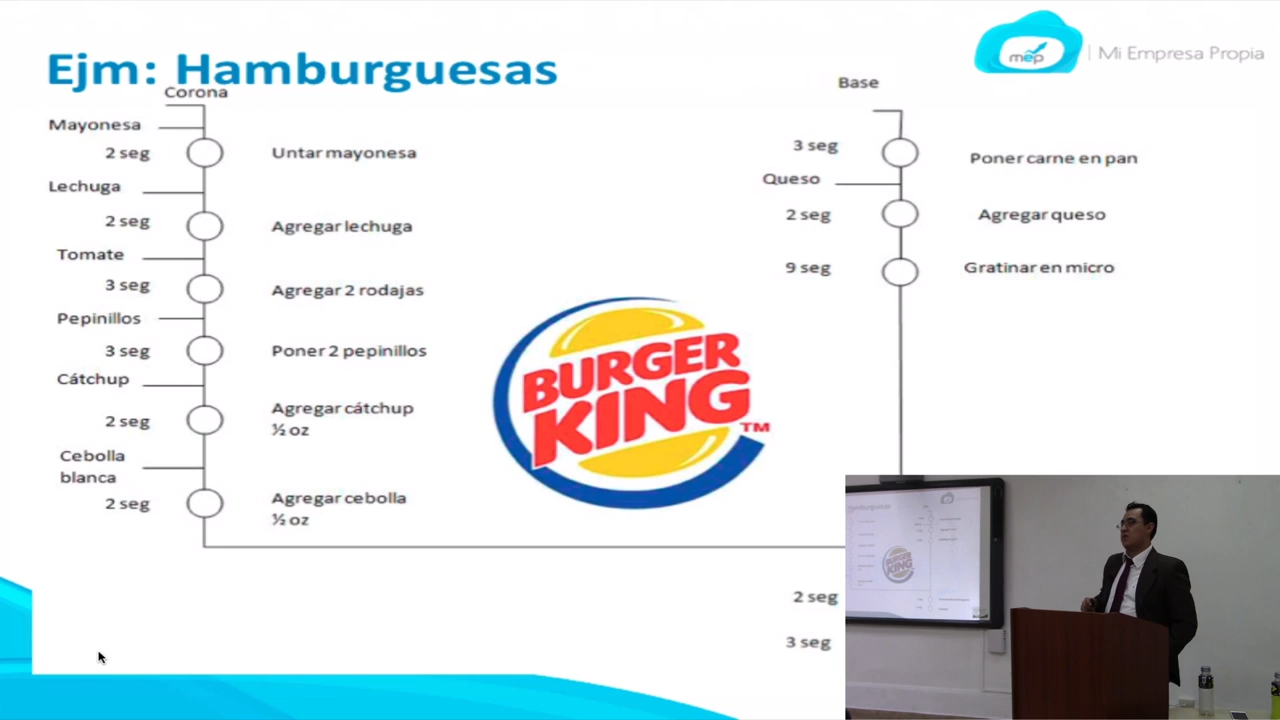 Ejm: Hamburguesas
mep
Mi Empresa Propia
Corona
Mayonesa
2 seg
Untar mayonesa
Lechuga
2 seg
Agregar lechuga
Tomate
3 seg
Agregar 2 rodajas
Pepinillos
3 seg
Poner 2 pepinillos
Cátchup
2 seg
Agregar cátchup
½ oz
Cebolla
blanca
2 seg
Agregar cebolla
½ oz
BURGER
KING
TM
Base
3 seg
Poner carne en pan
Queso
2 seg
Agregar queso
9 seg
Gratinar en micro
2 seg
3 seg
BURGER
KING